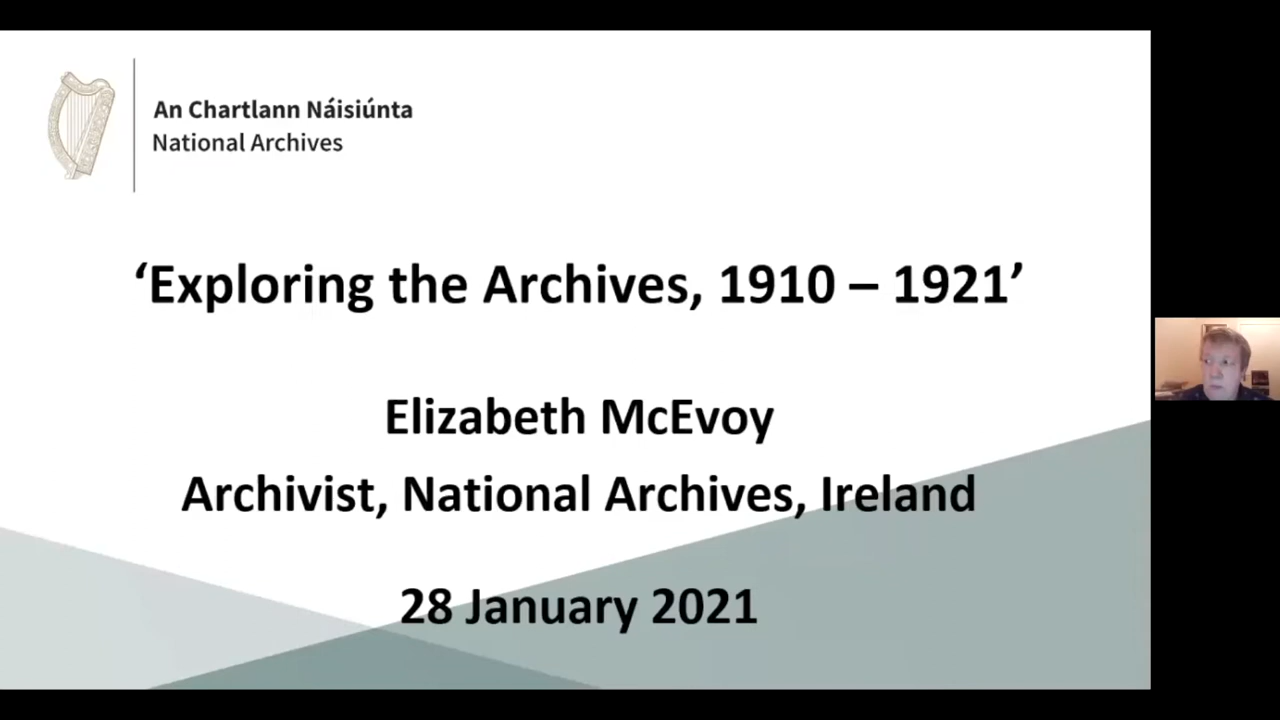 An Chartlann Náisiúnta
National Archives
‘Exploring the Archives, 1910 – 1921’
Elizabeth McEvoy
Archivist, National Archives, Ireland
28 January 2021